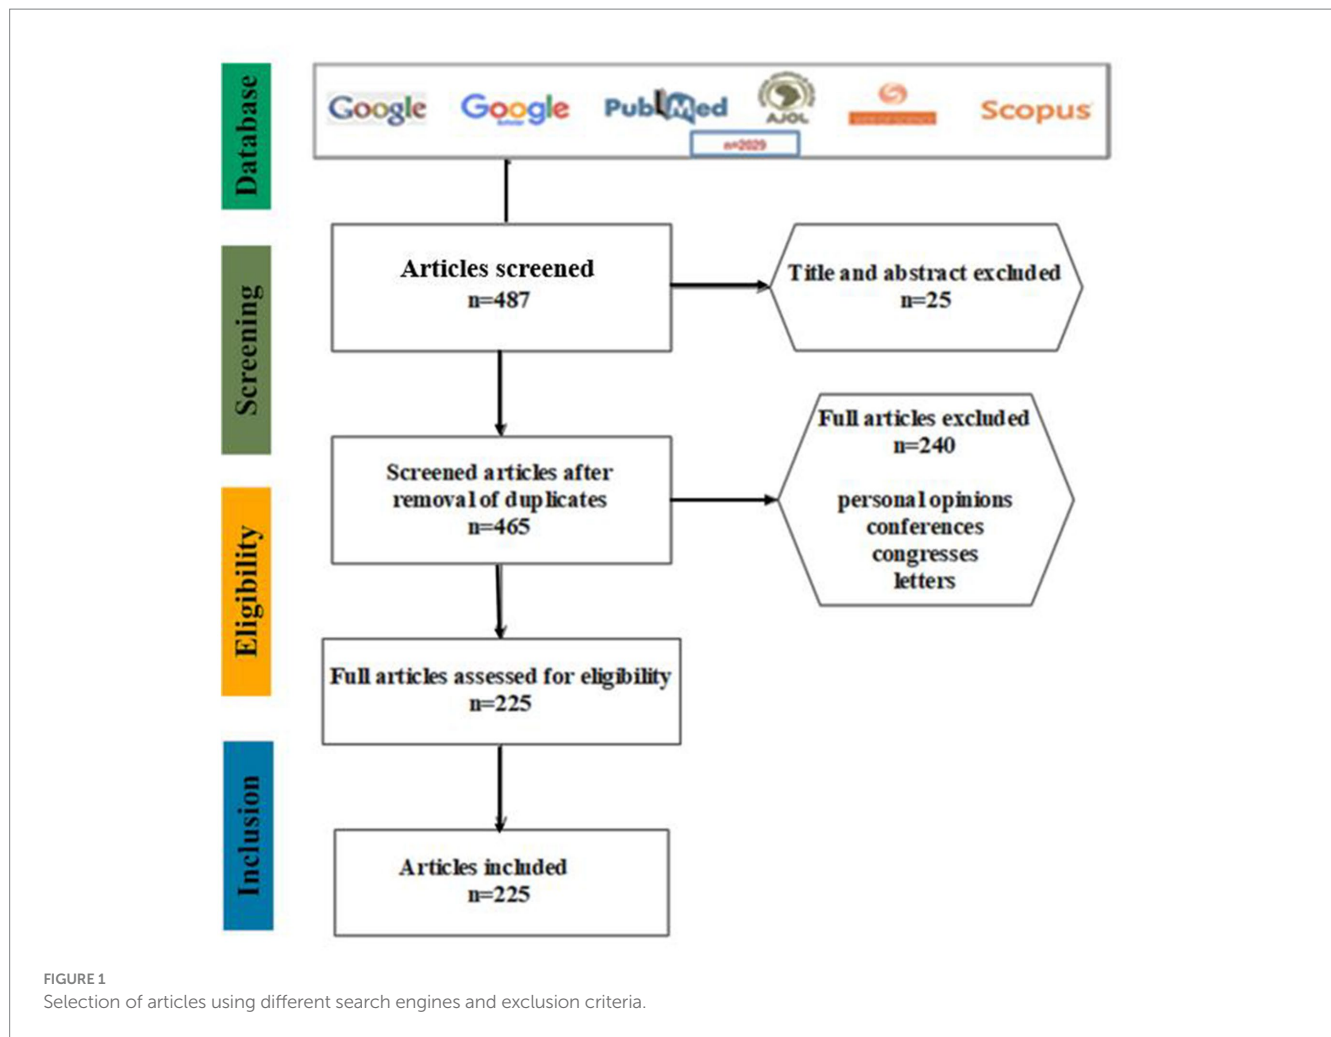 Database
Google
Google
PubMed
AJOL
Scopus
n=2029
Screening
Articles screened
n=487
Title and abstract excluded
n=25
Screened articles after
removal of duplicates
n=465
Full articles excluded
n=240
personal opinions
conferences
congresses
letters
Eligibility
Full articles assessed for eligibility
n=225
Inclusion
Articles included
n=225
FIGURE 1
Selection of articles using different search engines and exclusion criteria.